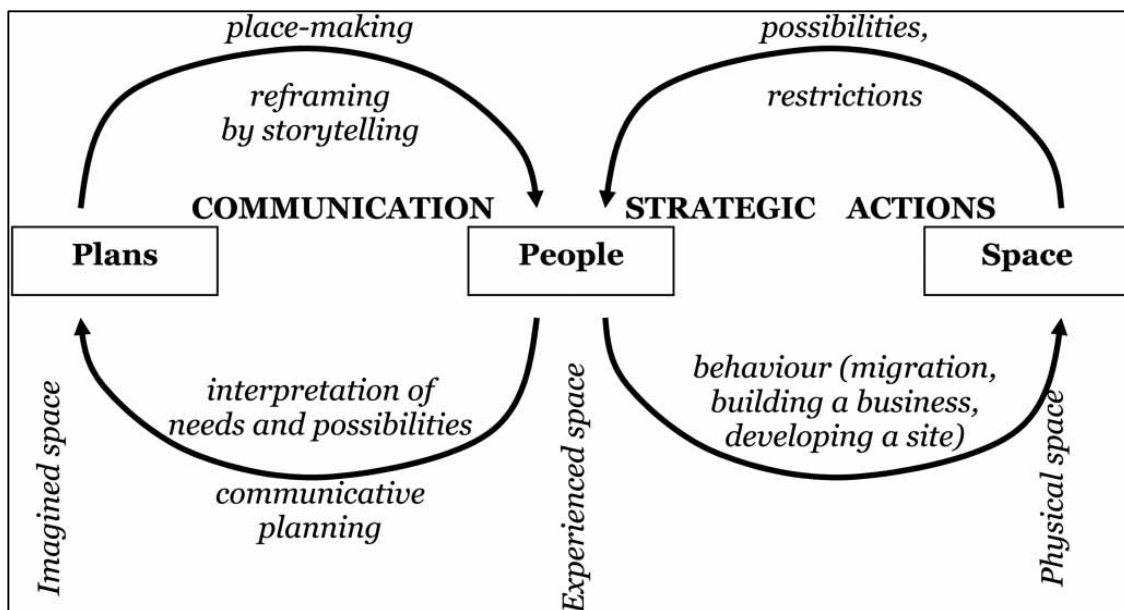 place-making
reframing
by storytelling
possibilities,
restrictions
COMMUNICATION
STRATEGIC ACTIONS
Plans
People
Space
interpretation of
needs and possibilities
communicative
planning
behaviour (migration,
building a business,
developing a site)
Imagined space
Experienced space
Physical space